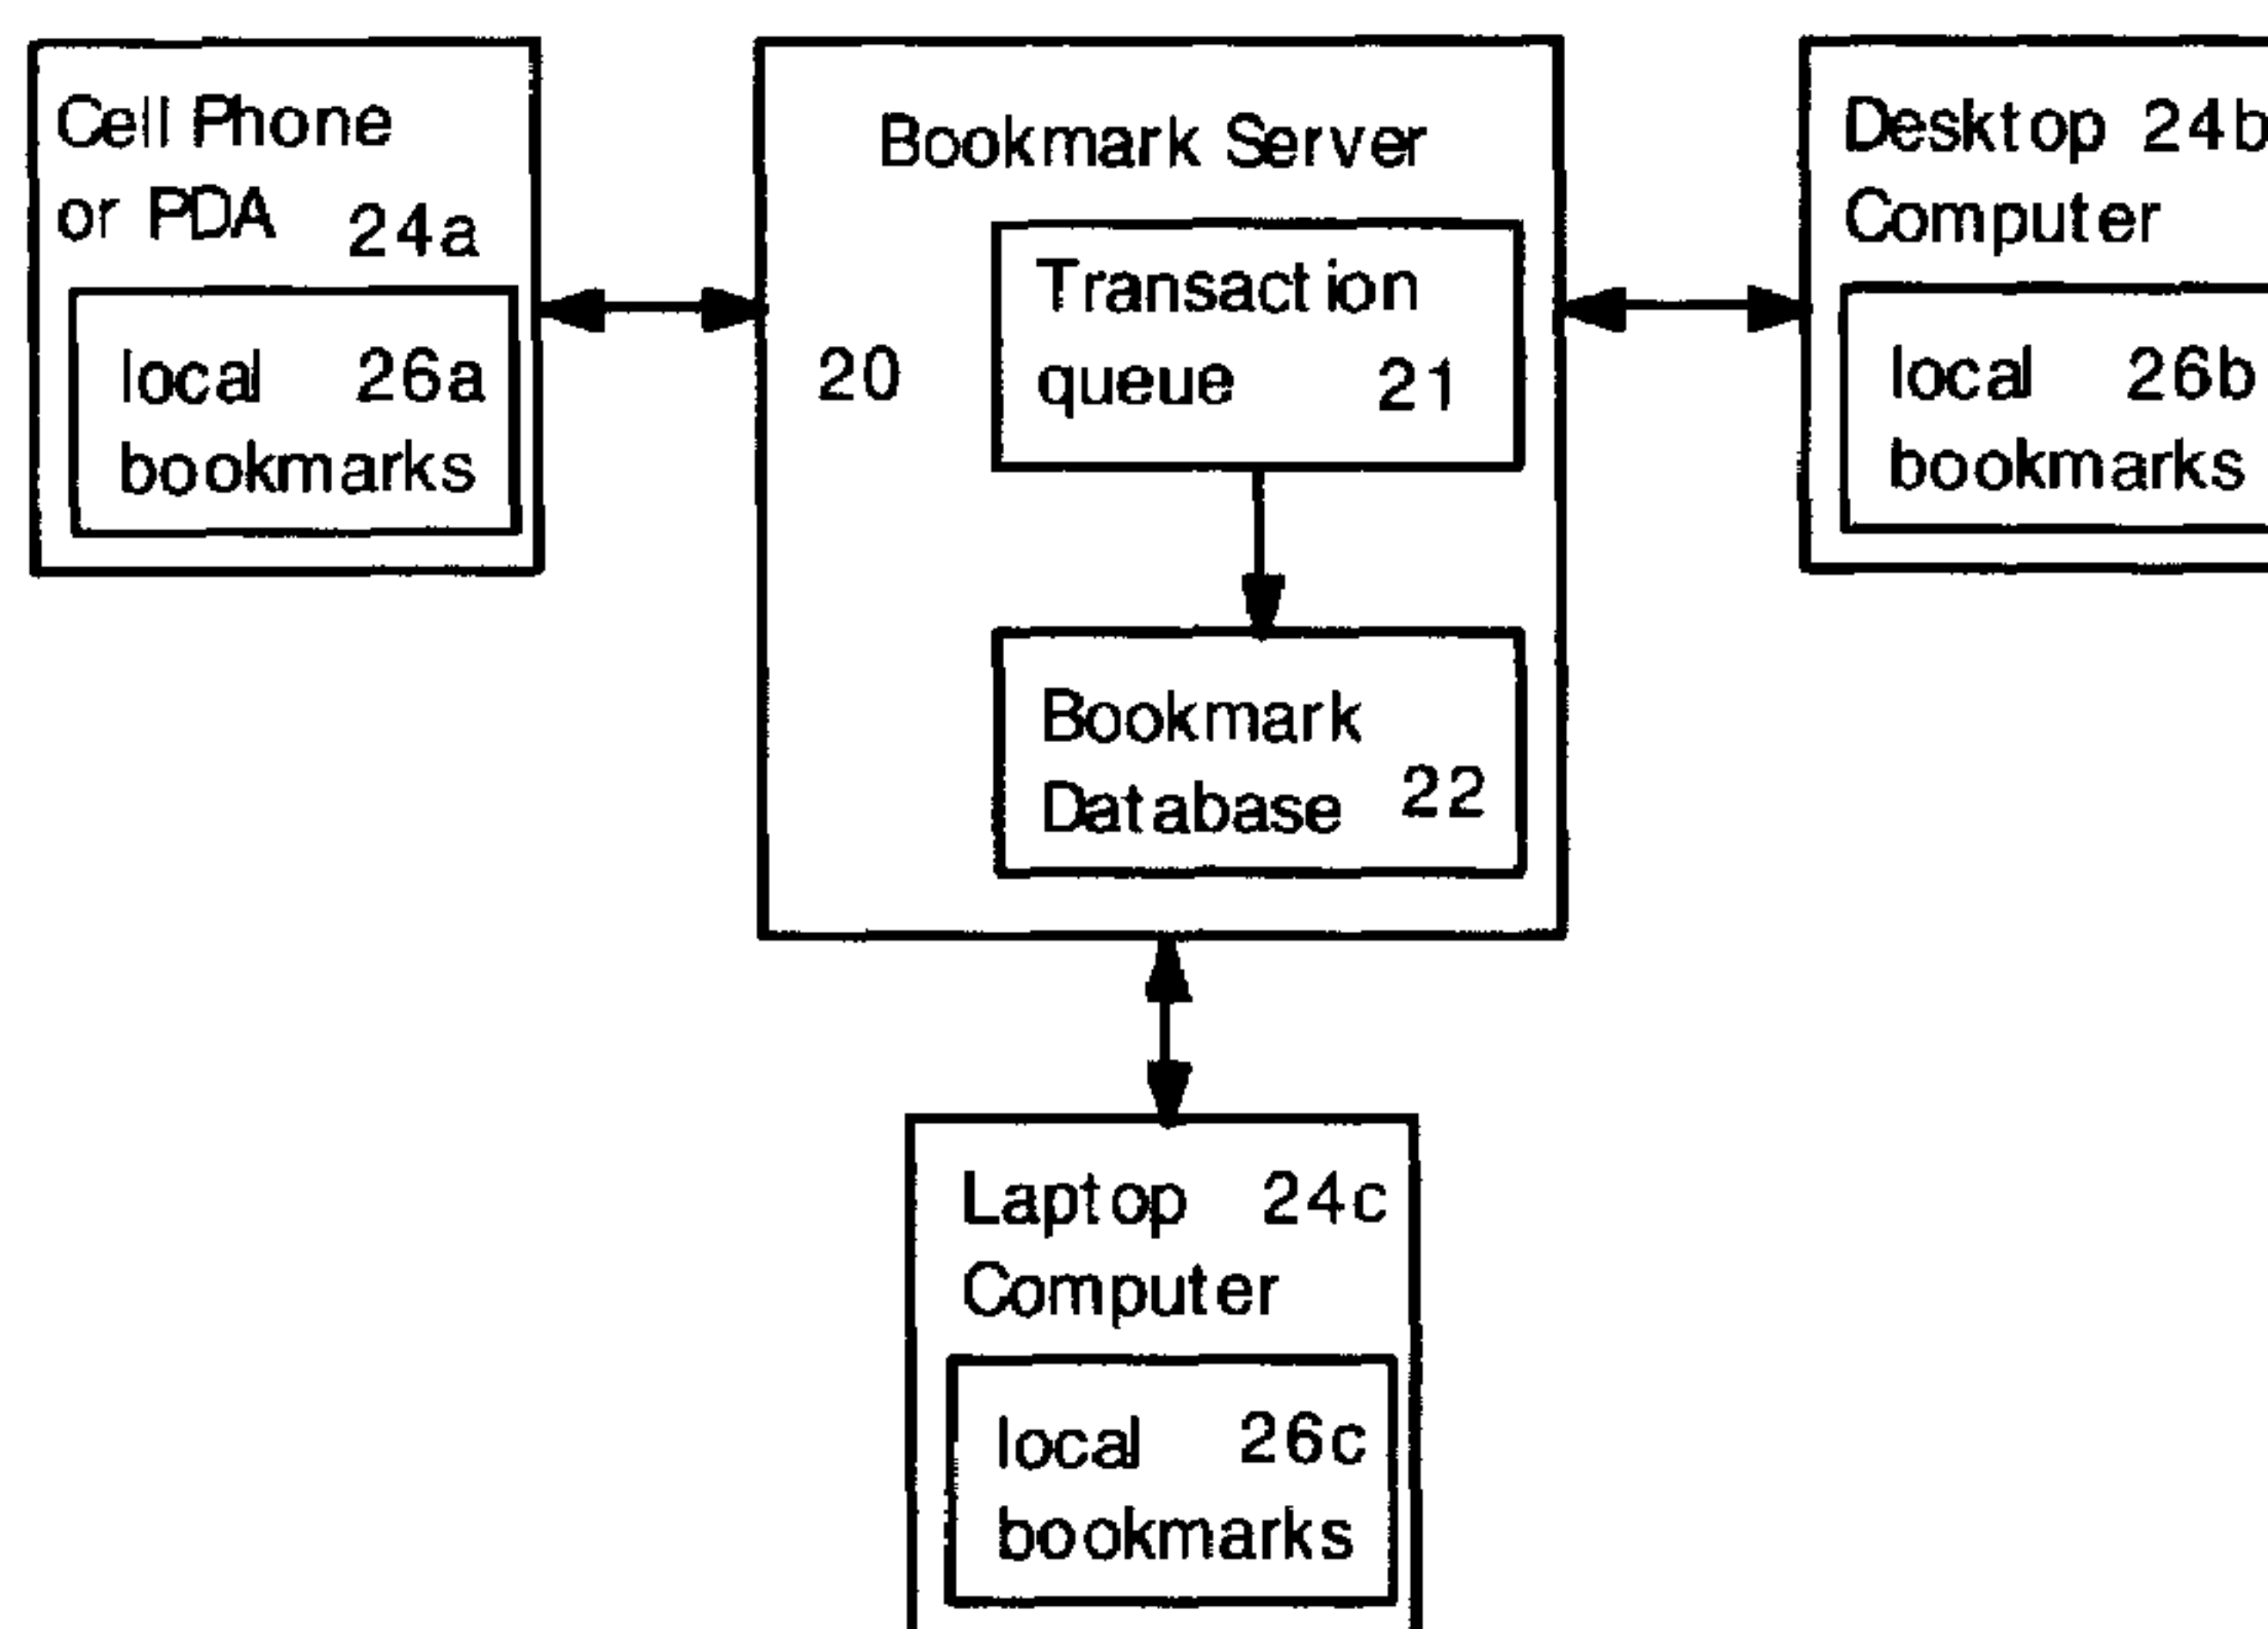 Cell Phone
or PDA 24a
local 26a
bookmarks
Bookmark Server
20
Transaction
queue 21
Bookmark
Database 22
Desktop 24b
Computer
local 26b
bookmarks
Laptop 24c
Computer
local 26c
bookmarks